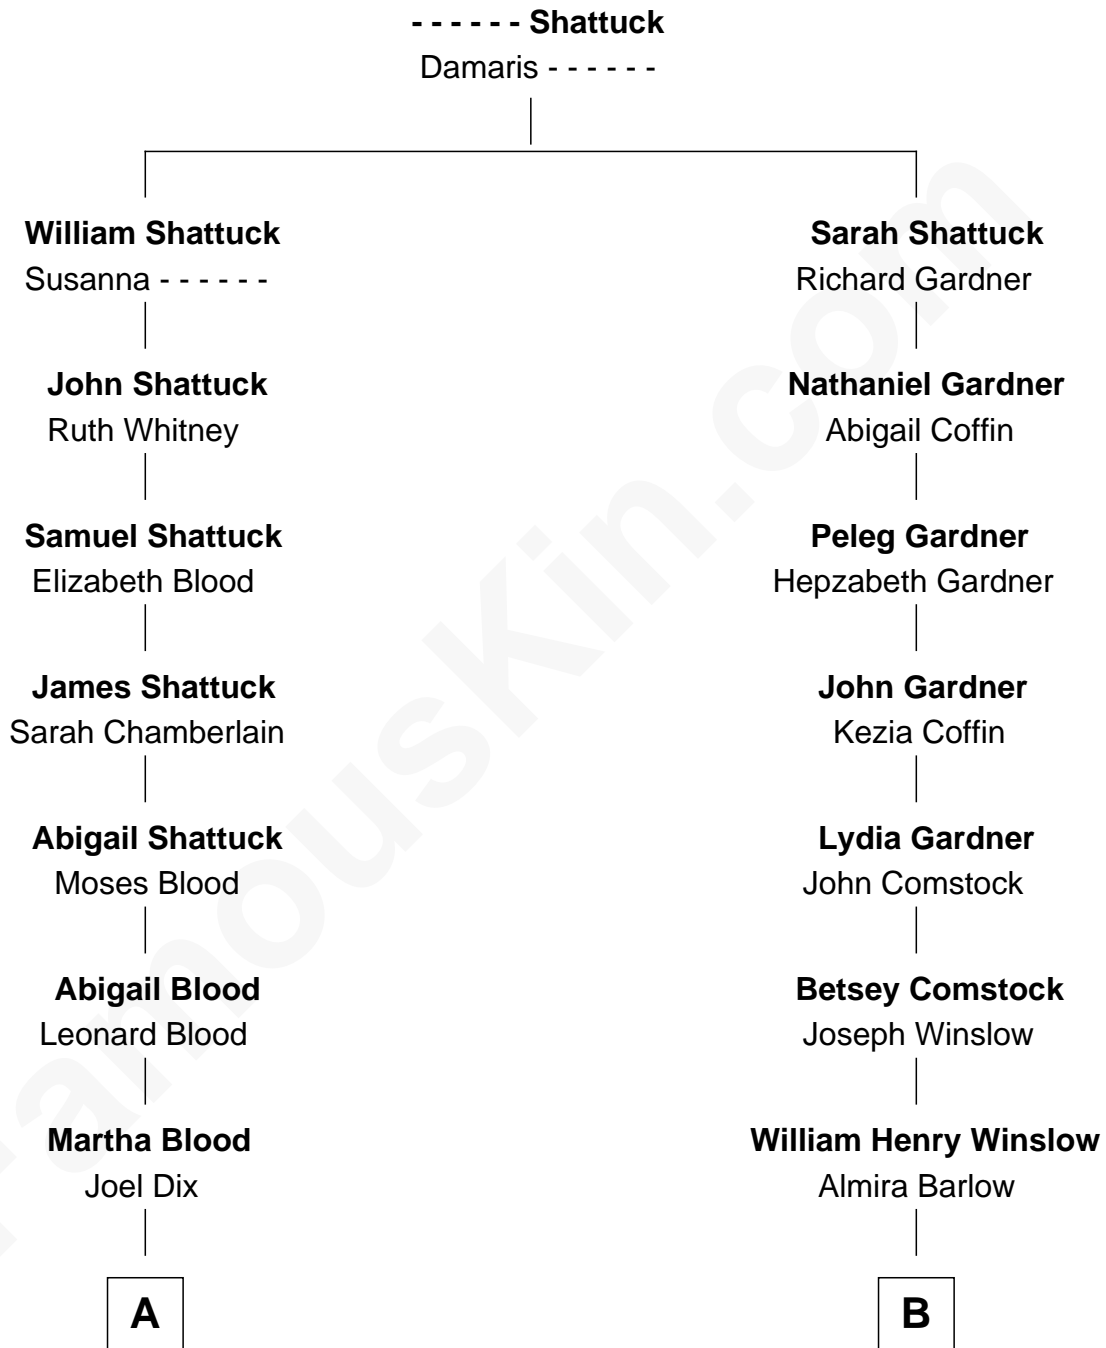 - - - - - - Shattuck
Damaris - - - - - -
William Shattuck
Susanna - - - - - -
Sarah Shattuck
Richard Gardner
John Shattuck
Ruth Whitney
Nathaniel Gardner
Abigail Coffin
Samuel Shattuck
Elizabeth Blood
Peleg Gardner
Hepzabeth Gardner
James Shattuck
Sarah Chamberlain
John Gardner
Kezia Coffin
Abigail Shattuck
Moses Blood
Lydia Gardner
John Comstock
Abigail Blood
Leonard Blood
Betsey Comstock
Joseph Winslow
Martha Blood
Joel Dix
William Henry Winslow
Almira Barlow
A
B
FamousKin.com